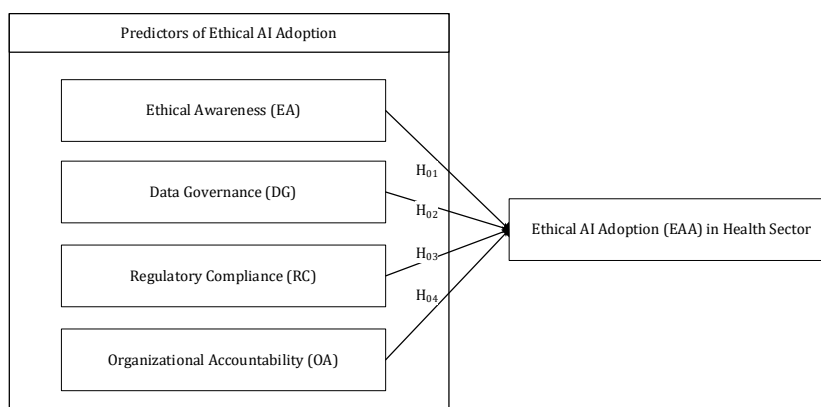 Predictors of Ethical AI Adoption
Ethical Awareness (EA)
H₀₁
Data Governance (DG)
H₀₂
Ethical AI Adoption (EAA) in Health Sector
H₀₃
Regulatory Compliance (RC)
H₀₄
Organizational Accountability (OA)